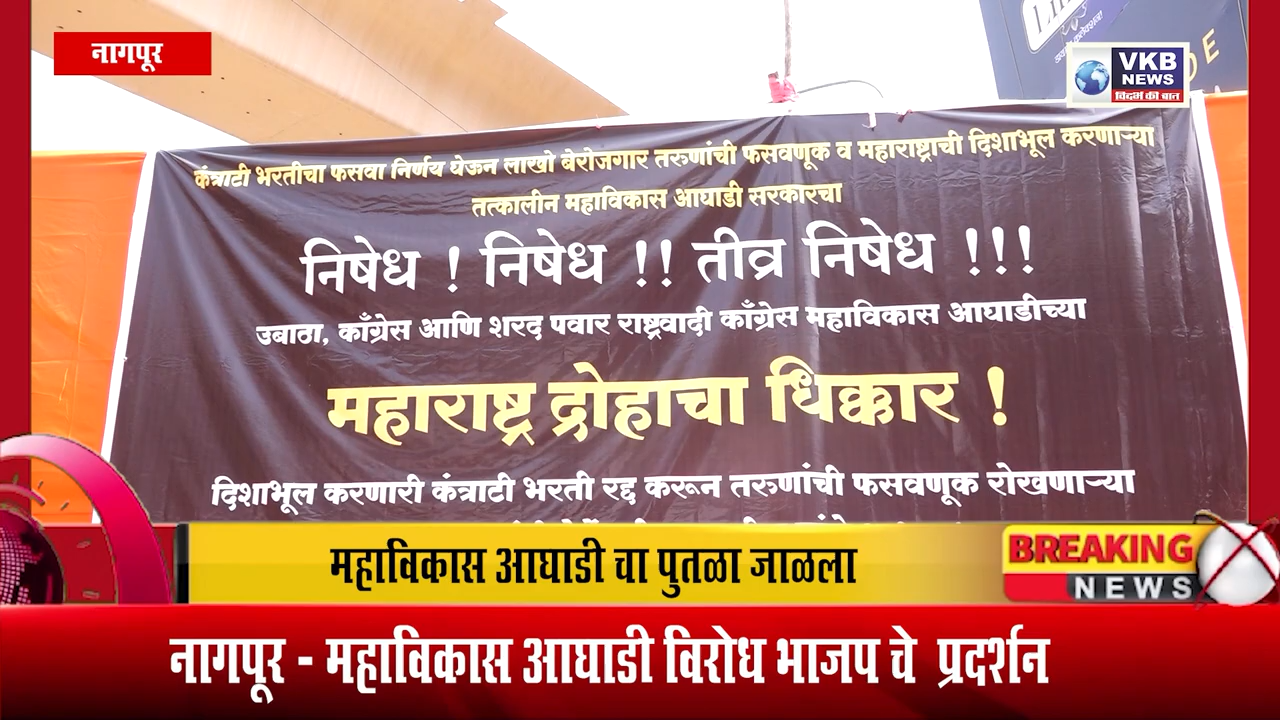 नागपूर
VKB
NEWS
विदर्भ की बात
कंत्राटी भरतीचा फसवा निर्णय घेऊन लाखो बेरोजगार तरुणांची फसवणूक व महाराष्ट्राची दिशाभूल करणाऱ्या
तत्कालीन महाविकास आघाडी सरकारचा
निषेध ! निषेध !! तीव्र निषेध !!!
उबाठा, काँग्रेस आणि शरद पवार राष्ट्रवादी काँग्रेस महाविकास आघाडीच्या
महाराष्ट्र द्रोहाचा धिक्कार !
दिशाभूल करणारी कंत्राटी भरती रद्द करून तरुणांची फसवणूक रोखणाऱ्या
महाविकास आघाडी चा पुतळा जाळला
BREAKING
NEWS
नागपूर - महाविकास आघाडी विरोध भाजप चे प्रदर्शन